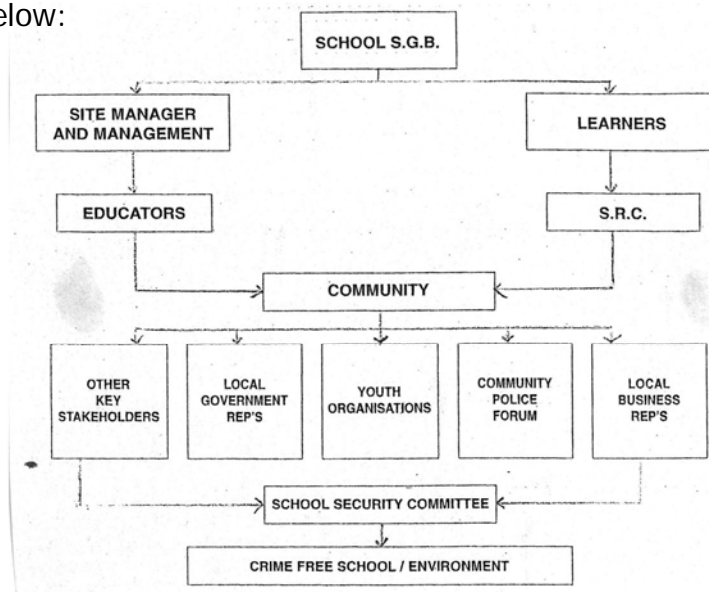 elow:
SCHOOL S.G.B.
SITE MANAGER
AND MANAGEMENT
LEARNERS
EDUCATORS
S.R.C.
COMMUNITY
OTHER
KEY
STAKEHOLDERS
LOCAL
GOVERNMENT
REP'S
YOUTH
ORGANISATIONS
COMMUNITY
POLICE
FORUM
LOCAL
BUSINESS
REP'S
SCHOOL SECURITY COMMITTEE
CRIME FREE SCHOOL / ENVIRONMENT